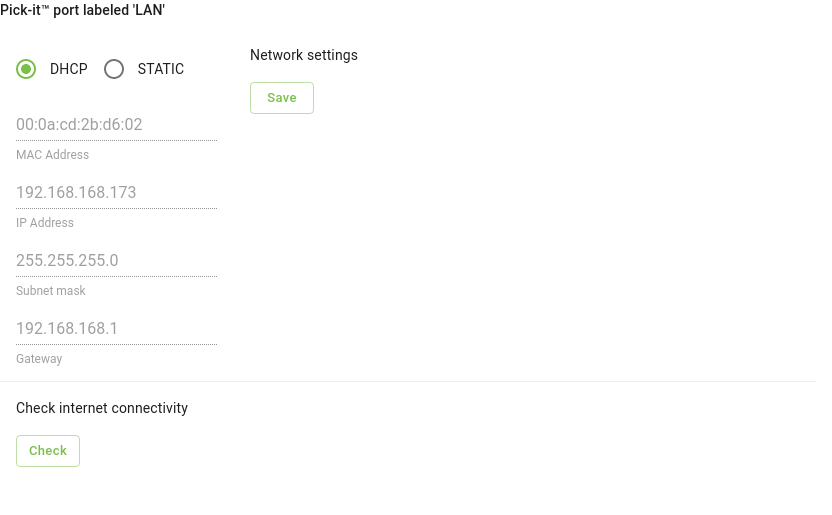 Pick-it™ port labeled 'LAN'
DHCP STATIC
00:0a:cd:2b:d6:02
MAC Address
192.168.168.173
IP Address
255.255.255.0
Subnet mask
192.168.168.1
Gateway
Network settings
Save
Check internet connectivity
Check